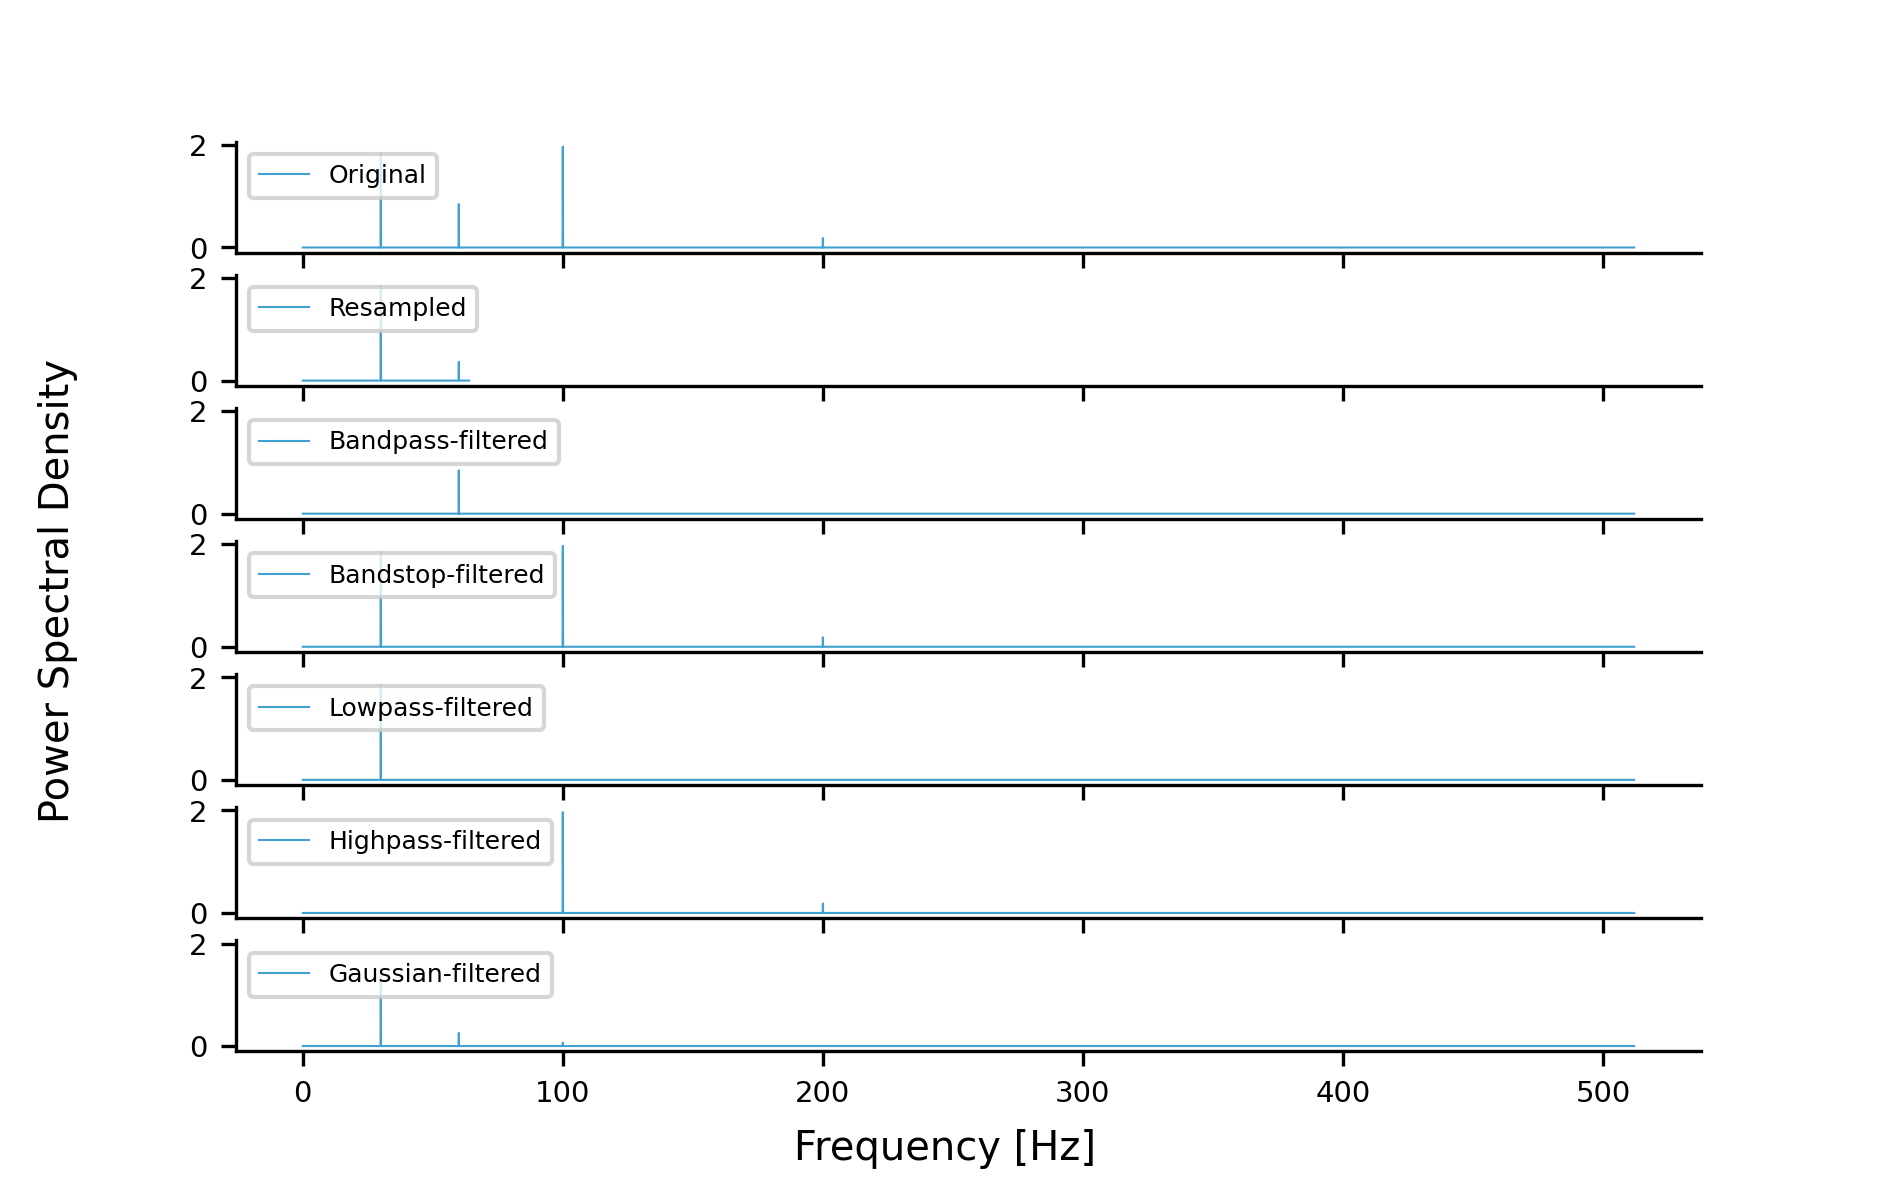 2
Original
0
2
Resampled
0
2
Bandpass-filtered
0
2
Bandstop-filtered
0
2
Lowpass-filtered
0
2
Highpass-filtered
0
2
Gaussian-filtered
0
0 100 200 300 400 500
Frequency [Hz]
Power Spectral Density